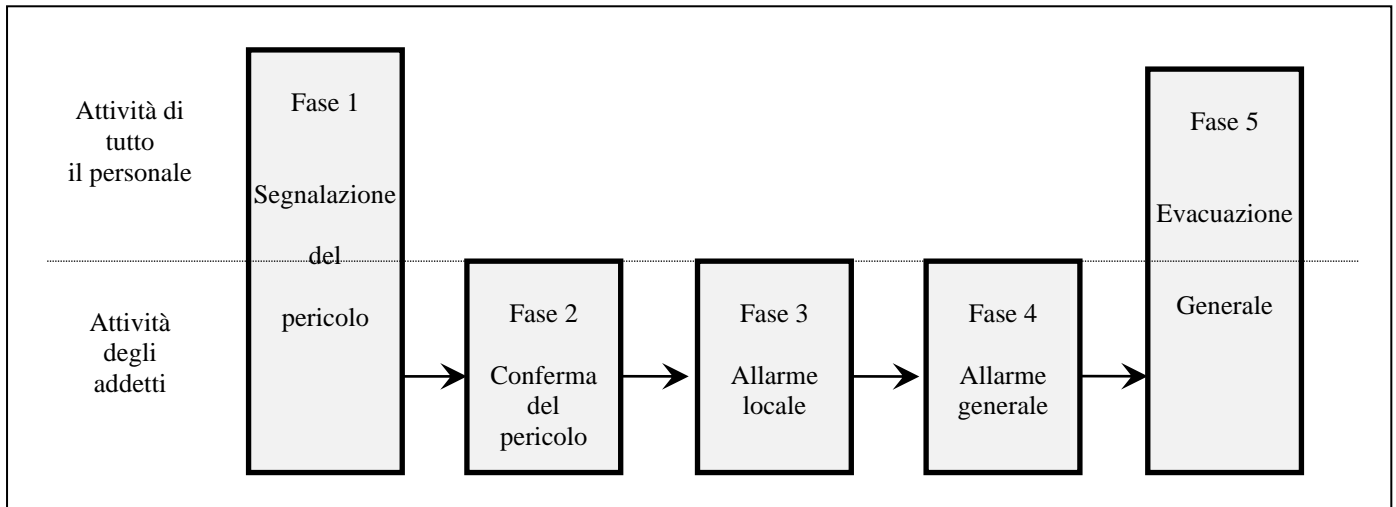 Attività di
tutto
il personale
Attività
degli
addetti
Fase 1
Segnalazione
del
pericolo
Fase 2
Conferma
del
pericolo
Fase 3
Allarme
locale
Fase 4
Allarme
generale
Fase 5
Evacuazione
Generale